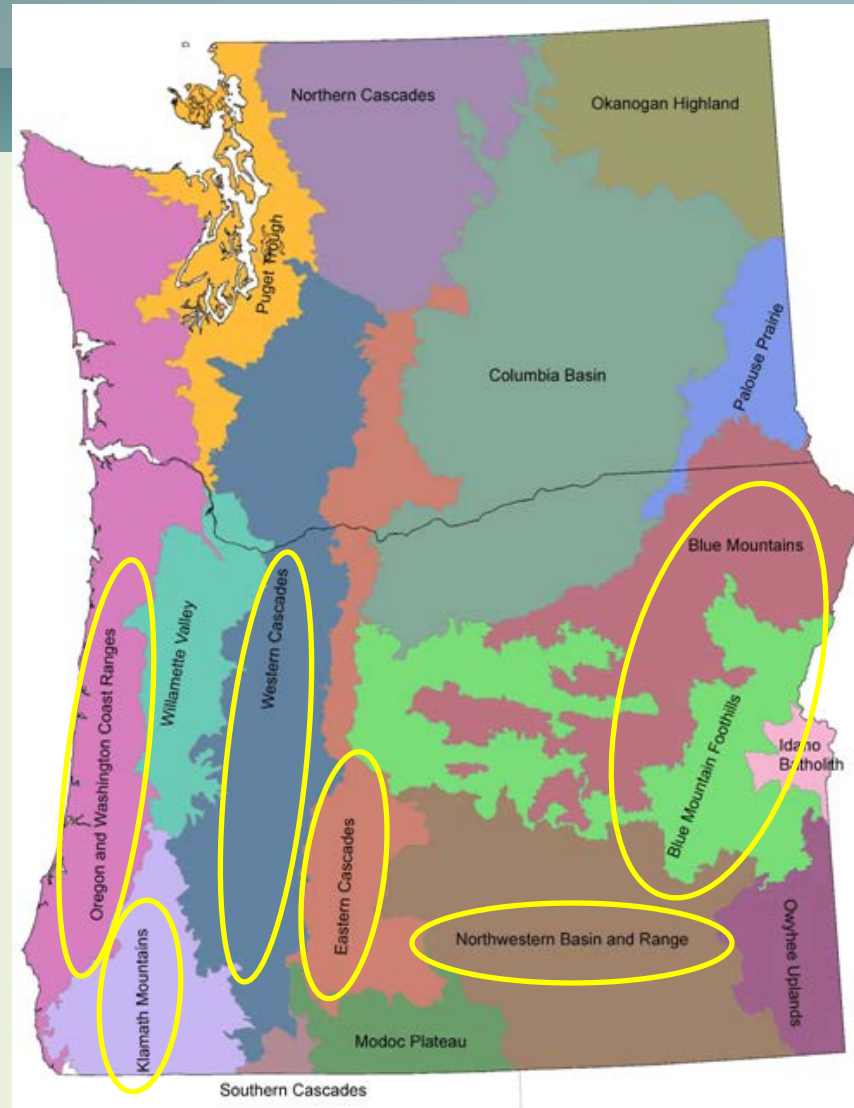 Northern Cascades
Okanogan Highland
Puget Trough
Columbia Basin
Palouse Prairie
Blue Mountains
Oregon and Washington Coast Ranges
Willamette Valley
Western Cascades
Blue Mountain Foothills
Idaho
Batholith
Klamath Mountains
Eastern Cascades
Northwestern Basin and Range
Owyhee Uplands
Modoc Plateau
Southern Cascades